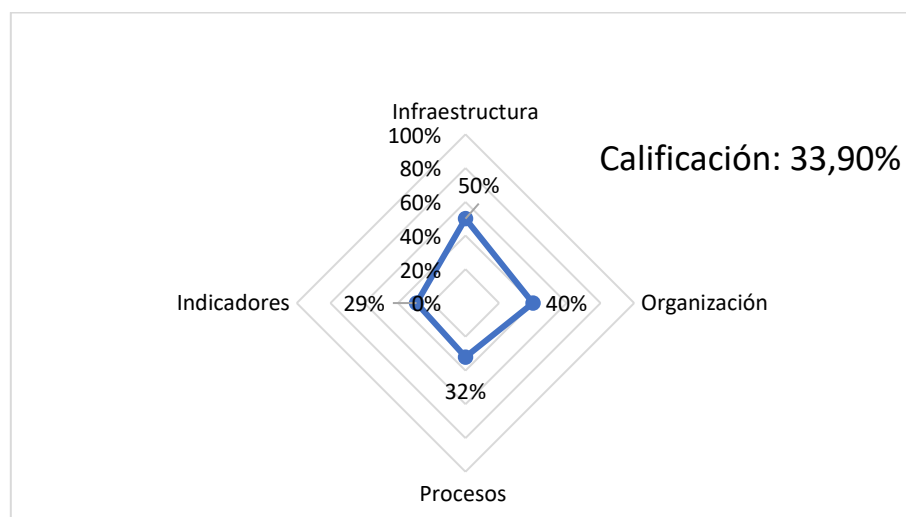 Infraestructura
100%
Calificación: 33,90%
80%
50%
60%
40%
20%
Indicadores
29%
0%
40%
Organización
32%
Procesos